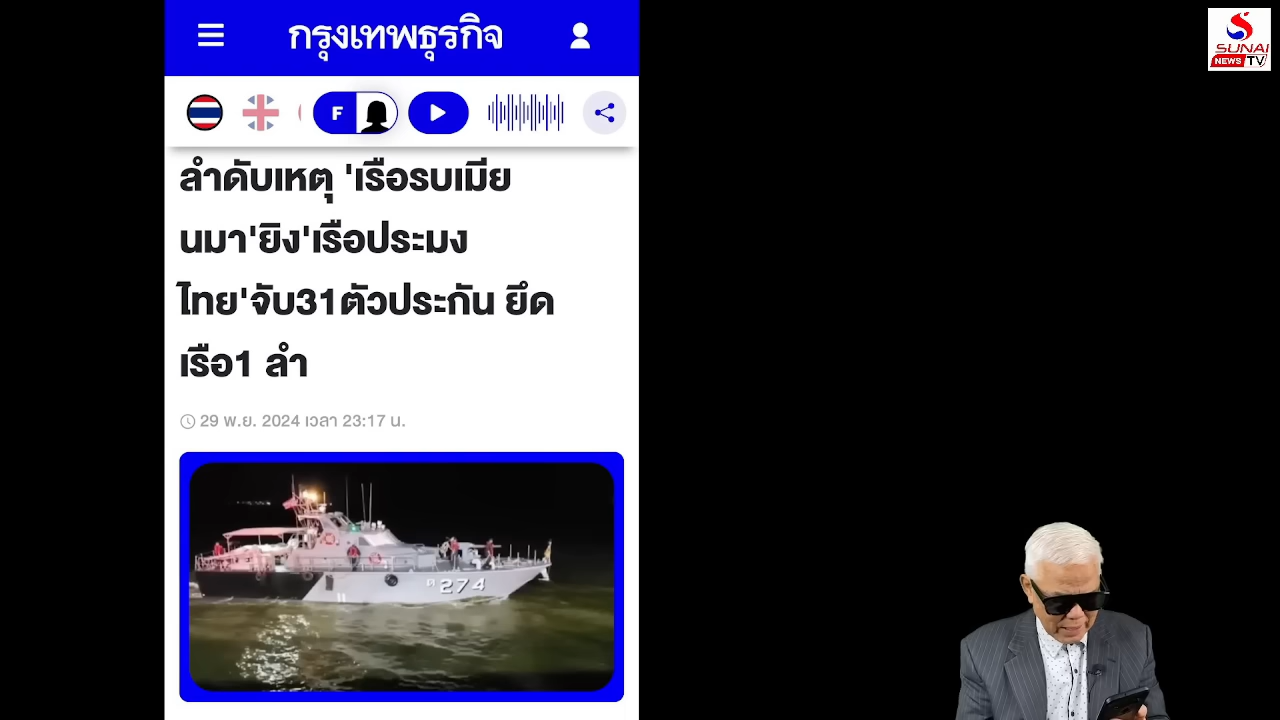 กรุงเทพธุรกิจ
SUNAI
NEWS TV
F
ลำดับเหตุ 'เรือรบเมีย
นมา'ยิง'เรือประมง
ไทย'จับ31ตัวประกัน ยึด
เรือ1 ลำ
29 พ.ย. 2024 เวลา 23:17 น.
ต 274